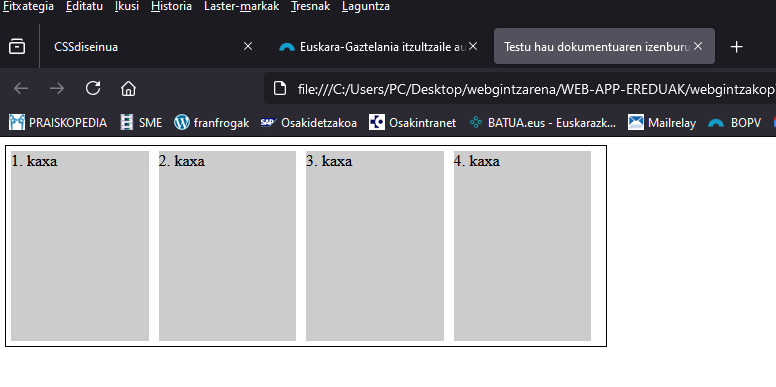 Fitxategia Editatu Ikusi Historia Laster-markak Tresnak Laguntza
CSSdiseinua Euskara-Gaztelania itzultzaile au Testu hau dokumentuaren izenburu
file:///C:/Users/PC/Desktop/webgintzarena/WEB-APP-EREDUAK/webgintzakop
PRAISKOPEDIA SME franfrogak SAP Osakidetzakoa Osakintranet BATUA.eus - Euskarazk... Mailrelay BOPV
1. kaxa 2. kaxa 3. kaxa 4. kaxa